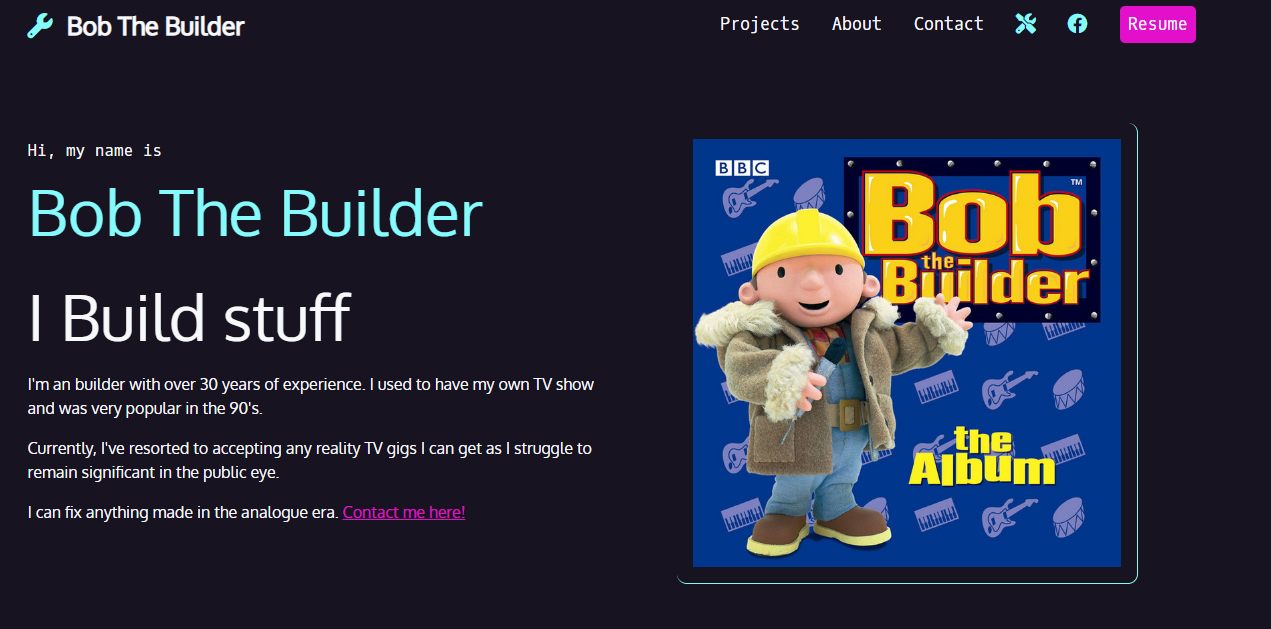 Bob The Builder
Projects About Contact Resume
Hi, my name is
Bob The Builder
I Build stuff
I'm an builder with over 30 years of experience. I used to have my own TV show
and was very popular in the 90's.
Currently, I've resorted to accepting any reality TV gigs I can get as I struggle to
remain significant in the public eye.
I can fix anything made in the analogue era. Contact me here!
BBC
Bob
TM
the
Builder
the
Album